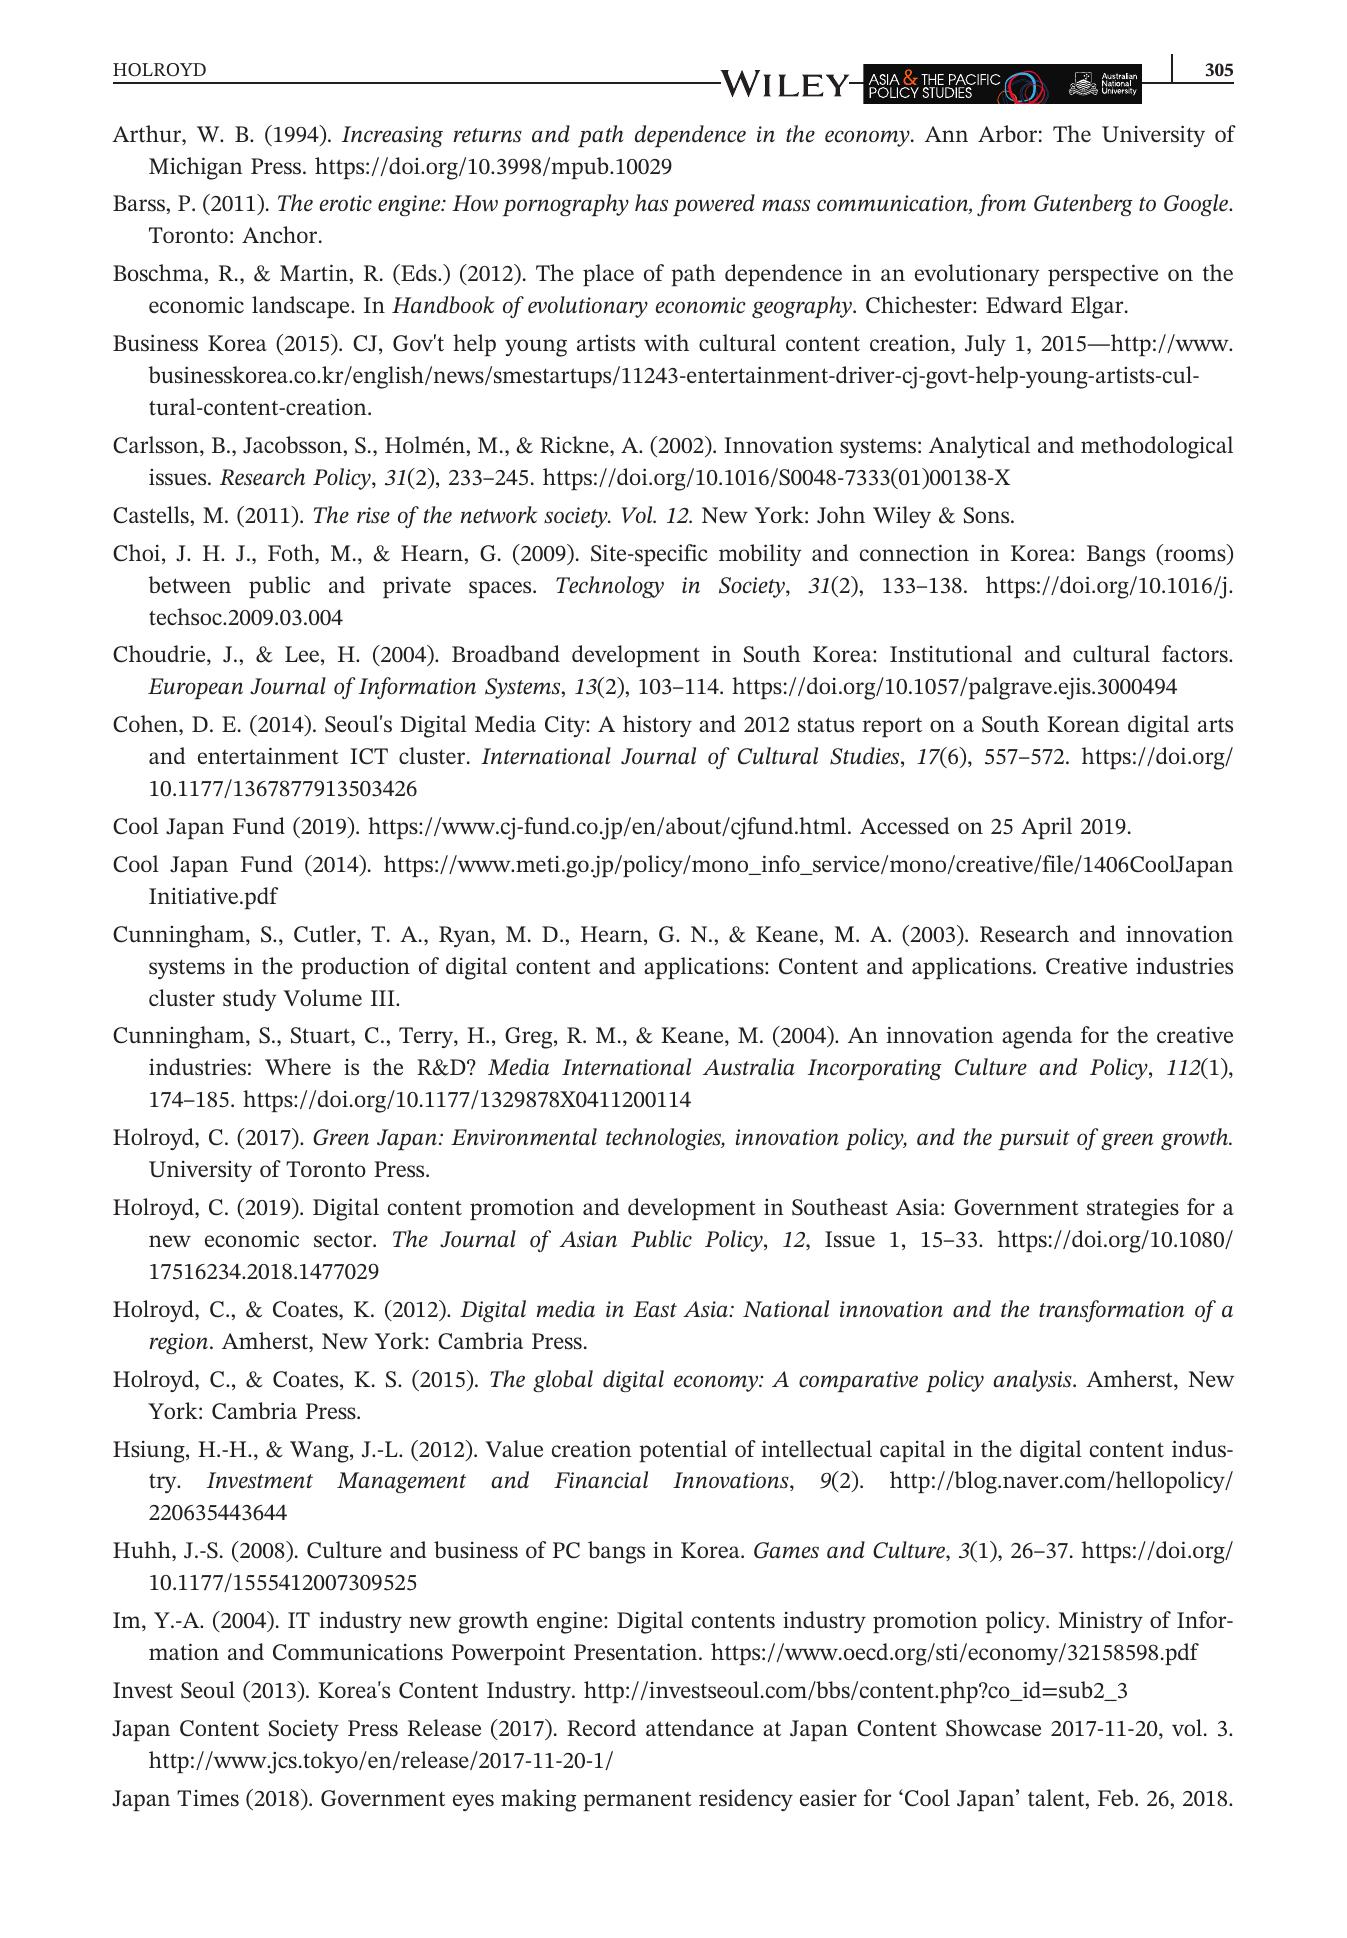 HOLROYD
WILEY
ASIA & THE PACIFIC
POLICY STUDIES
Australian
National
University
305
Arthur, W. B. (1994). Increasing returns and path dependence in the economy. Ann Arbor: The University of
Michigan Press. https://doi.org/10.3998/mpub.10029
Barss, P. (2011). The erotic engine: How pornography has powered mass communication, from Gutenberg to Google.
Toronto: Anchor.
Boschma, R., & Martin, R. (Eds.) (2012). The place of path dependence in an evolutionary perspective on the
economic landscape. In Handbook of evolutionary economic geography. Chichester: Edward Elgar.
Business Korea (2015). CJ, Gov't help young artists with cultural content creation, July 1, 2015—http://www.
businesskorea.co.kr/english/news/smestartups/11243-entertainment-driver-cj-govt-help-young-artists-cul-
tural-content-creation.
Carlsson, B., Jacobsson, S., Holmén, M., & Rickne, A. (2002). Innovation systems: Analytical and methodological
issues. Research Policy, 31(2), 233–245. https://doi.org/10.1016/S0048-7333(01)00138-X
Castells, M. (2011). The rise of the network society. Vol. 12. New York: John Wiley & Sons.
Choi, J. H. J., Foth, M., & Hearn, G. (2009). Site-specific mobility and connection in Korea: Bangs (rooms)
between public and private spaces. Technology in Society, 31(2), 133–138. https://doi.org/10.1016/j.
techsoc.2009.03.004
Choudrie, J., & Lee, H. (2004). Broadband development in South Korea: Institutional and cultural factors.
European Journal of Information Systems, 13(2), 103–114. https://doi.org/10.1057/palgrave.ejis.3000494
Cohen, D. E. (2014). Seoul's Digital Media City: A history and 2012 status report on a South Korean digital arts
and entertainment ICT cluster. International Journal of Cultural Studies, 17(6), 557–572. https://doi.org/
10.1177/1367877913503426
Cool Japan Fund (2019). https://www.cj-fund.co.jp/en/about/cjfund.html. Accessed on 25 April 2019.
Cool Japan Fund (2014). https://www.meti.go.jp/policy/mono_info_service/mono/creative/file/1406CoolJapan
Initiative.pdf
Cunningham, S., Cutler, T. A., Ryan, M. D., Hearn, G. N., & Keane, M. A. (2003). Research and innovation
systems in the production of digital content and applications: Content and applications. Creative industries
cluster study Volume III.
Cunningham, S., Stuart, C., Terry, H., Greg, R. M., & Keane, M. (2004). An innovation agenda for the creative
industries: Where is the R&D? Media International Australia Incorporating Culture and Policy, 112(1),
174–185. https://doi.org/10.1177/1329878X0411200114
Holroyd, C. (2017). Green Japan: Environmental technologies, innovation policy, and the pursuit of green growth.
University of Toronto Press.
Holroyd, C. (2019). Digital content promotion and development in Southeast Asia: Government strategies for a
new economic sector. The Journal of Asian Public Policy, 12, Issue 1, 15–33. https://doi.org/10.1080/
17516234.2018.1477029
Holroyd, C., & Coates, K. (2012). Digital media in East Asia: National innovation and the transformation of a
region. Amherst, New York: Cambria Press.
Holroyd, C., & Coates, K. S. (2015). The global digital economy: A comparative policy analysis. Amherst, New
York: Cambria Press.
Hsiung, H.-H., & Wang, J.-L. (2012). Value creation potential of intellectual capital in the digital content indus-
try. Investment Management and Financial Innovations, 9(2). http://blog.naver.com/hellopolicy/
220635443644
Huhh, J.-S. (2008). Culture and business of PC bangs in Korea. Games and Culture, 3(1), 26–37. https://doi.org/
10.1177/1555412007309525
Im, Y.-A. (2004). IT industry new growth engine: Digital contents industry promotion policy. Ministry of Infor-
mation and Communications Powerpoint Presentation. https://www.oecd.org/sti/economy/32158598.pdf
Invest Seoul (2013). Korea's Content Industry. http://investseoul.com/bbs/content.php?co_id=sub2_3
Japan Content Society Press Release (2017). Record attendance at Japan Content Showcase 2017-11-20, vol. 3.
http://www.jcs.tokyo/en/release/2017-11-20-1/
Japan Times (2018). Government eyes making permanent residency easier for ‘Cool Japan’ talent, Feb. 26, 2018.